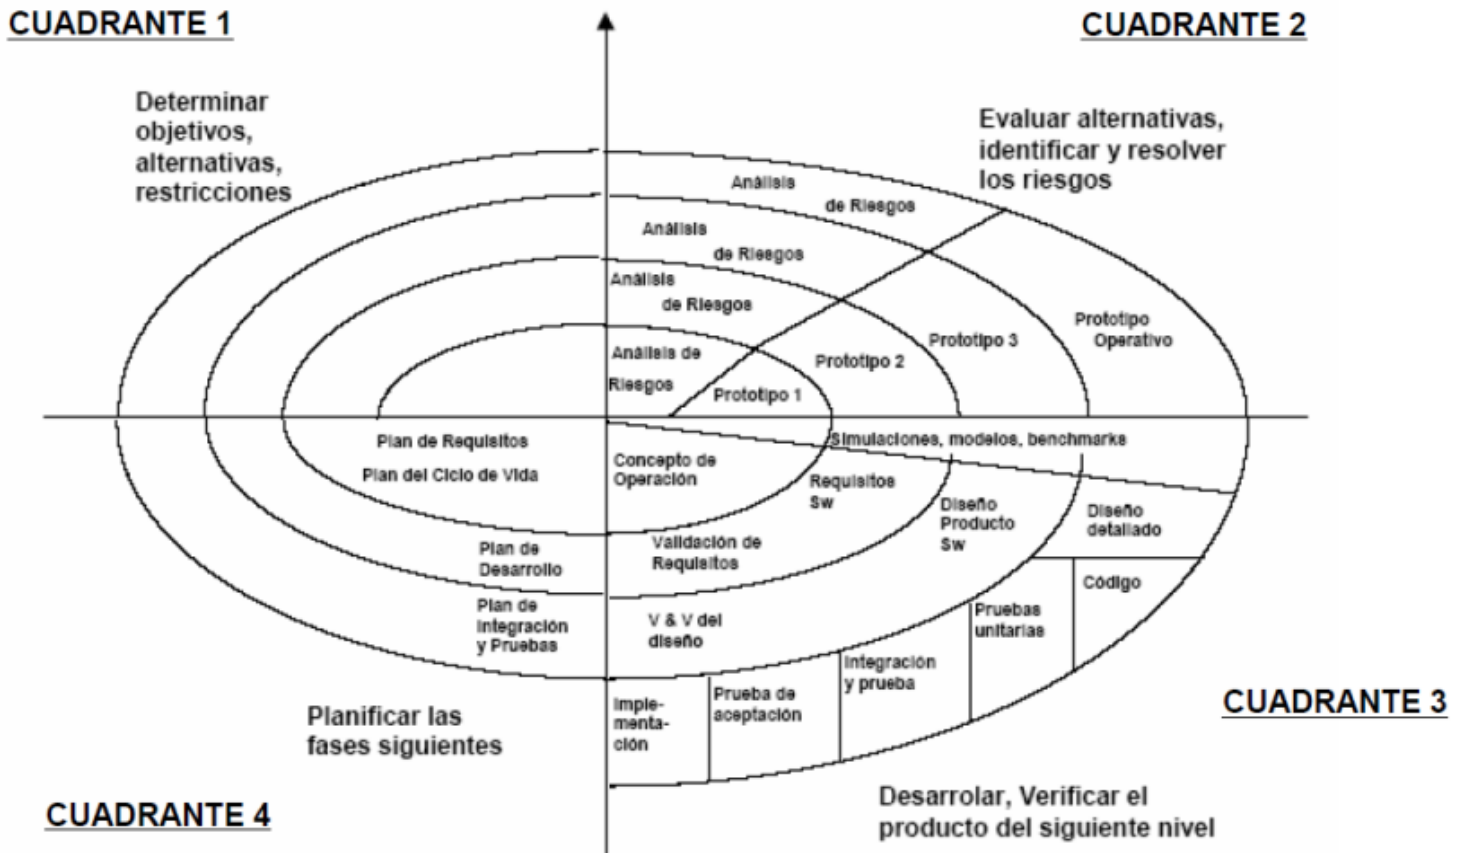 CUADRANTE 1
CUADRANTE 2
Determinar
objetivos,
alternativas,
restricciones
Evaluar alternativas,
identificar y resolver
los riesgos
Análisis
de Riesgos
Análisis
de Riesgos
Análisis
de Riesgos
Análisis de
Riesgos
Prototipo 1
Prototipo 2
Prototipo 3
Prototipo
Operativo
Simulaciones, modelos, benchmarks
Plan de Requisitos
Plan del Ciclo de Vida
Concepto de
Operación
Requisitos
Sw
Diseño
Producto
Sw
Diseño
detallado
Plan de
Desarrollo
Validación de
Requisitos
Código
Plan de
Integración
y Pruebas
V & V del
diseño
Pruebas
unitarias
Integración
y prueba
Prueba de
aceptación
Imple-
menta-
ción
CUADRANTE 3
Planificar las
fases siguientes
CUADRANTE 4
Desarrolar, Verificar el
producto del siguiente nivel